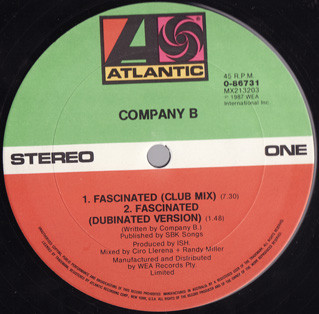 A
ATLANTIC
45 R.P.M.
0-86731
MX213203
℗ 1987 WEA
International Inc.
COMPANY B
STEREO
ONE
1. FASCINATED (CLUB MIX) (7.30)
2. FASCINATED
(DUBINATED VERSION) (1.48)
(Written by Company B.)
Published by SBK Songs
Produced by ISH.
Mixed by Ciro Llerena + Randy Miller
Manufactured and Distributed
by WEA Records Pty.
Limited